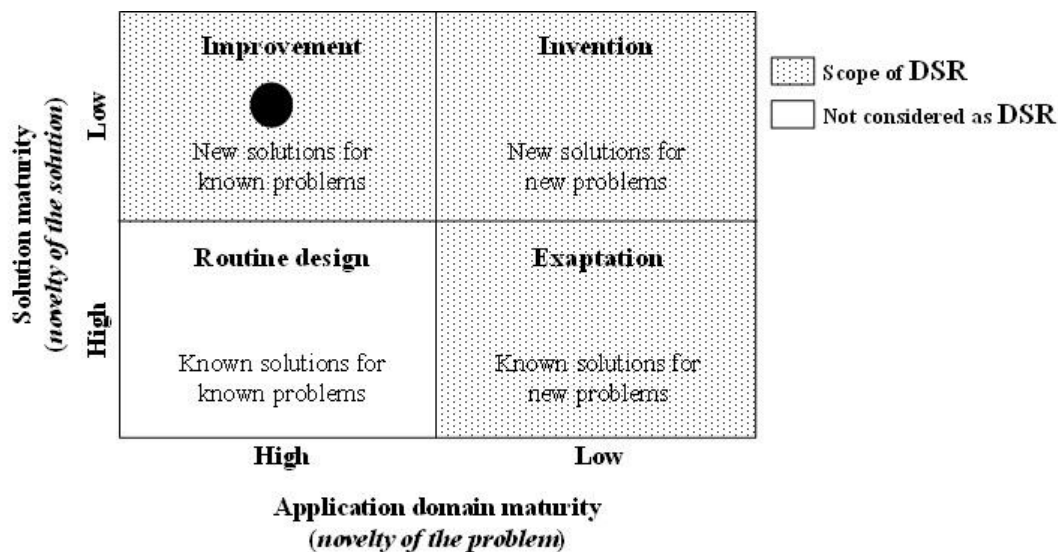 Improvement
Invention
New solutions for
known problems
New solutions for
new problems
Routine design
Exaptation
Known solutions for
known problems
Known solutions for
new problems
Scope of DSR
Not considered as DSR
Solution maturity
(novelty of the solution)
Low
High
High
Low
Application domain maturity
(novelty of the problem)